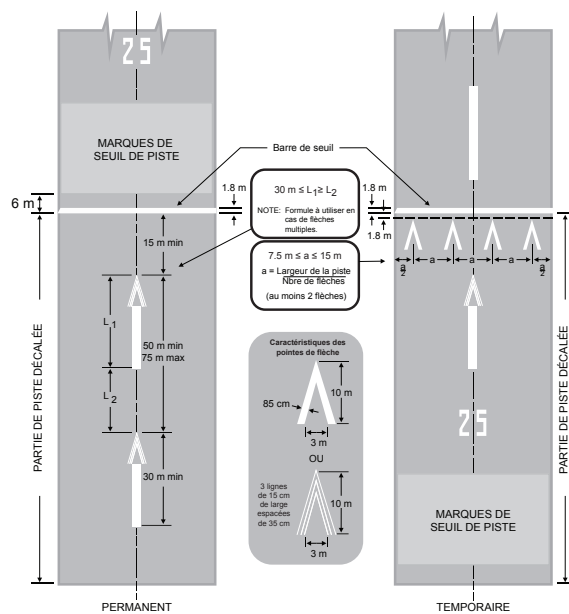 25
MARQUES DE
SEUIL DE PISTE
6 m
1.8 m
15 m min
L1
50 m min
75 m max
L2
30 m min
PARTIE DE PISTE DÉCALÉE
PERMANENT
Barre de seuil
30 m ≤ L1 ≥ L2
NOTE: Formule à utiliser en
cas de flèches
multiples.
7.5 m ≤ a ≤ 15 m
a = Largeur de la piste
Nbre de flèches
(au moins 2 flèches)
Caractéristiques des
pointes de flèche
85 cm
10 m
3 m
OU
3 lignes
de 15 cm
de large
espacées
de 35 cm
10 m
3 m
1.8 m
1.8 m
a/2
a
a
a
a/2
25
MARQUES DE
SEUIL DE PISTE
PARTIE DE PISTE DÉCALÉE
TEMPORAIRE